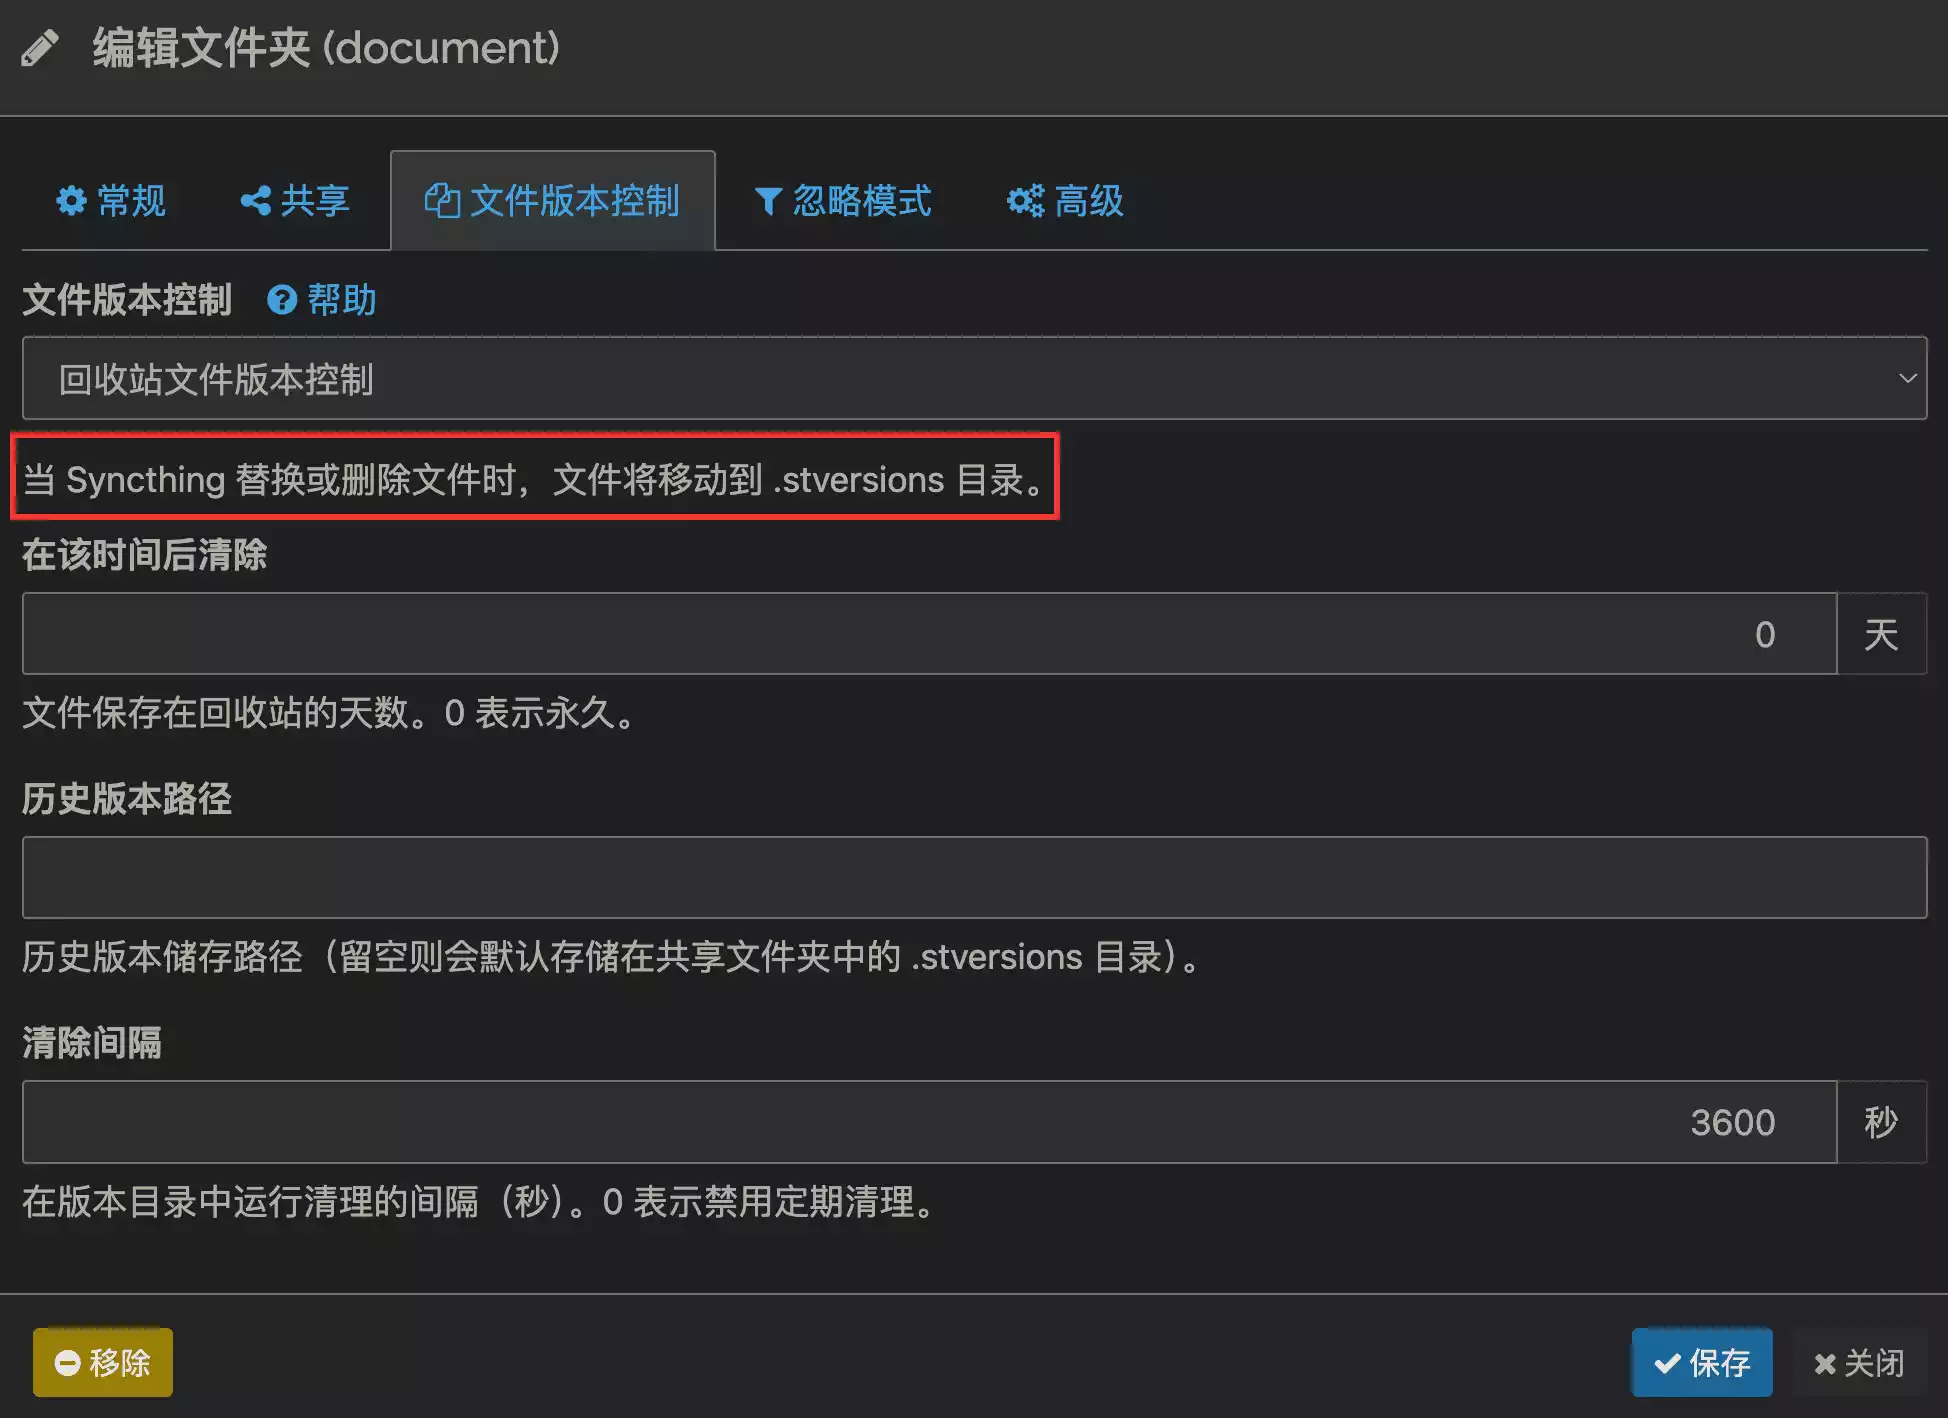 编辑文件夹 (document)
常规 共享 文件版本控制 忽略模式 高级
文件版本控制 帮助
回收站文件版本控制
当 Syncthing 替换或删除文件时，文件将移动到 .stversions 目录。
在该时间后清除
0 天
文件保存在回收站的天数。0 表示永久。
历史版本路径
历史版本储存路径（留空则会默认存储在共享文件夹中的 .stversions 目录）。
清除间隔
3600 秒
在版本目录中运行清理的间隔（秒）。0 表示禁用定期清理。
移除 保存 关闭